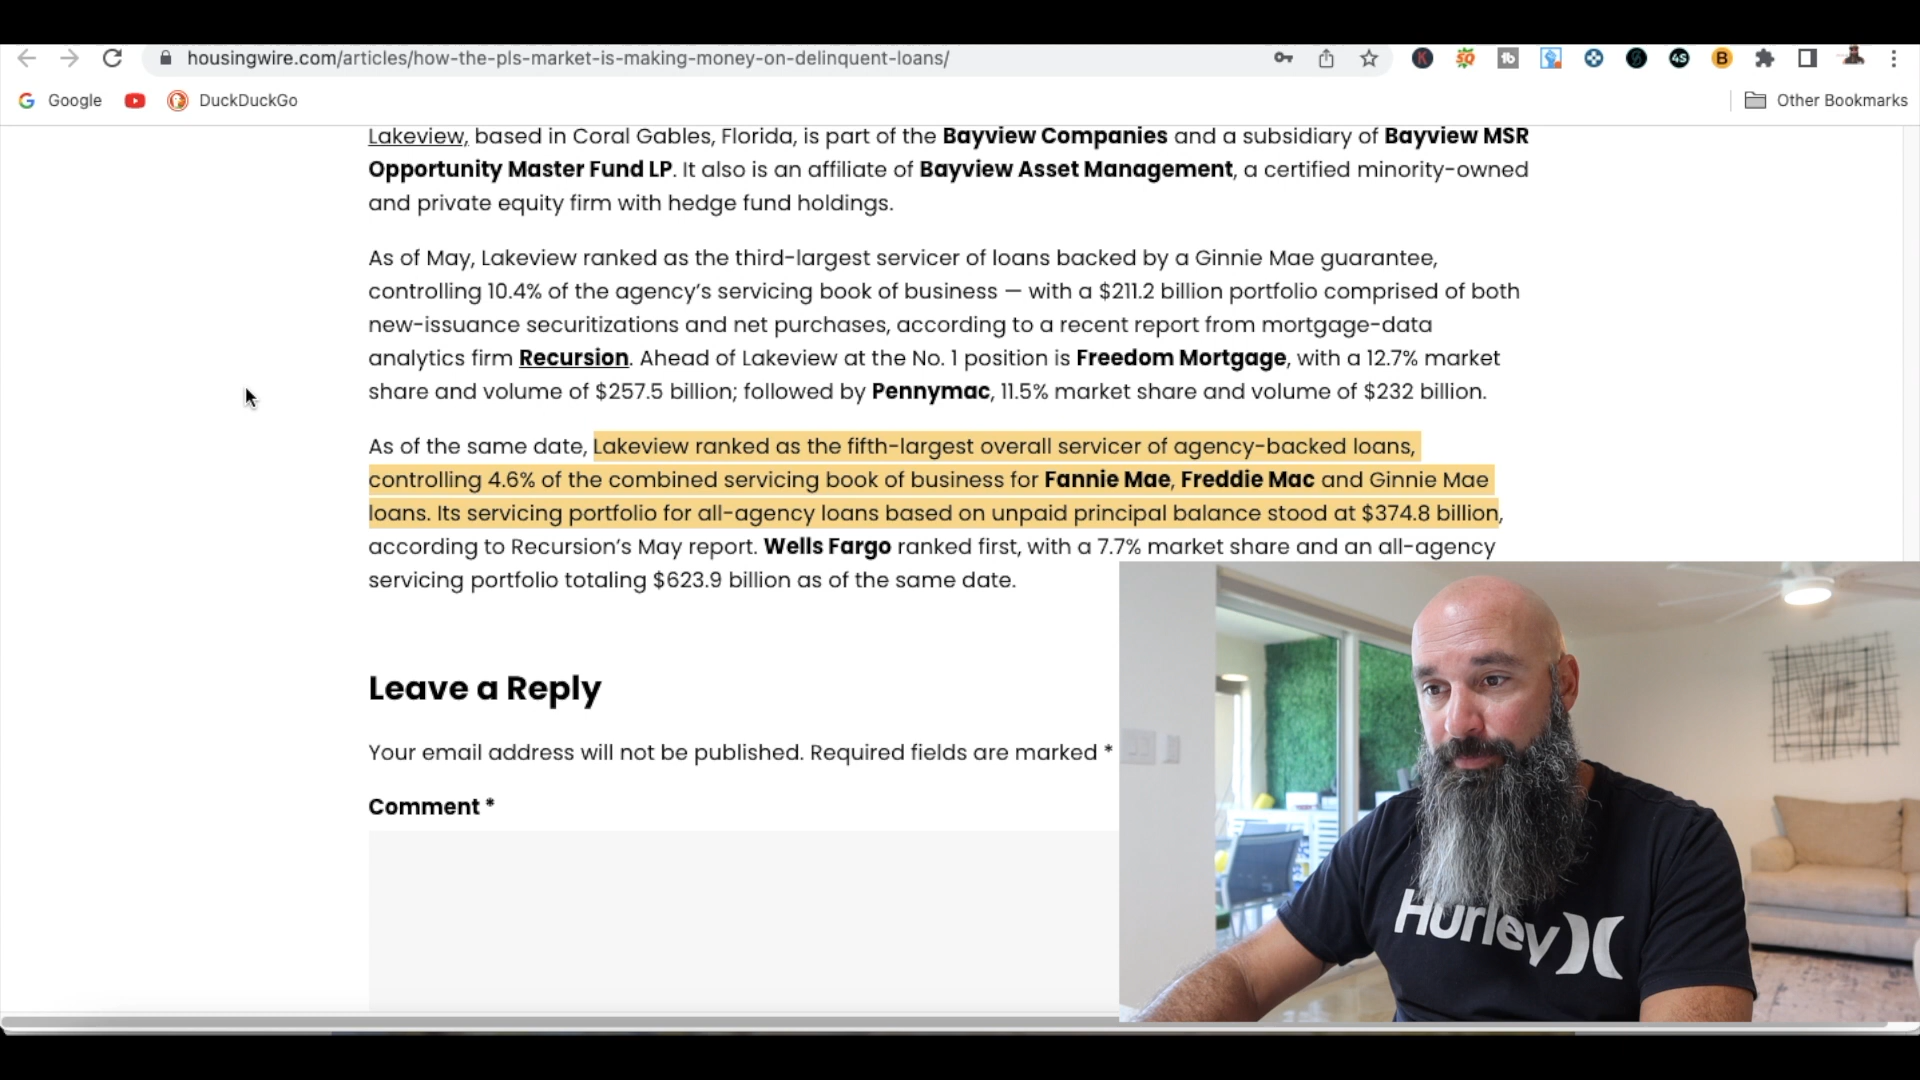 housingwire.com/articles/how-the-pls-market-is-making-money-on-delinquent-loans/
Google
DuckDuckGo
Other Bookmarks
Lakeview, based in Coral Gables, Florida, is part of the Bayview Companies and a subsidiary of Bayview MSR
Opportunity Master Fund LP. It also is an affiliate of Bayview Asset Management, a certified minority-owned
and private equity firm with hedge fund holdings.
As of May, Lakeview ranked as the third-largest servicer of loans backed by a Ginnie Mae guarantee,
controlling 10.4% of the agency’s servicing book of business — with a $211.2 billion portfolio comprised of both
new-issuance securitizations and net purchases, according to a recent report from mortgage-data
analytics firm Recursion. Ahead of Lakeview at the No. 1 position is Freedom Mortgage, with a 12.7% market
share and volume of $257.5 billion; followed by Pennymac, 11.5% market share and volume of $232 billion.
As of the same date, Lakeview ranked as the fifth-largest overall servicer of agency-backed loans,
controlling 4.6% of the combined servicing book of business for Fannie Mae, Freddie Mac and Ginnie Mae
loans. Its servicing portfolio for all-agency loans based on unpaid principal balance stood at $374.8 billion,
according to Recursion’s May report. Wells Fargo ranked first, with a 7.7% market share and an all-agency
servicing portfolio totaling $623.9 billion as of the same date.
Leave a Reply
Your email address will not be published. Required fields are marked *
Comment *
Hurley